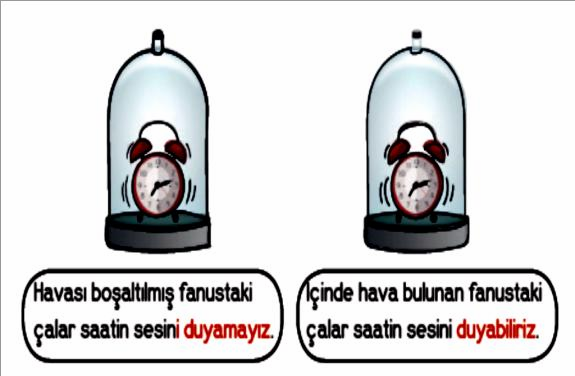 Havası boşaltılmış fanustaki
çalar saatin sesini duyamayız.
İçinde hava bulunan fanustaki
çalar saatin sesini duyabiliriz.